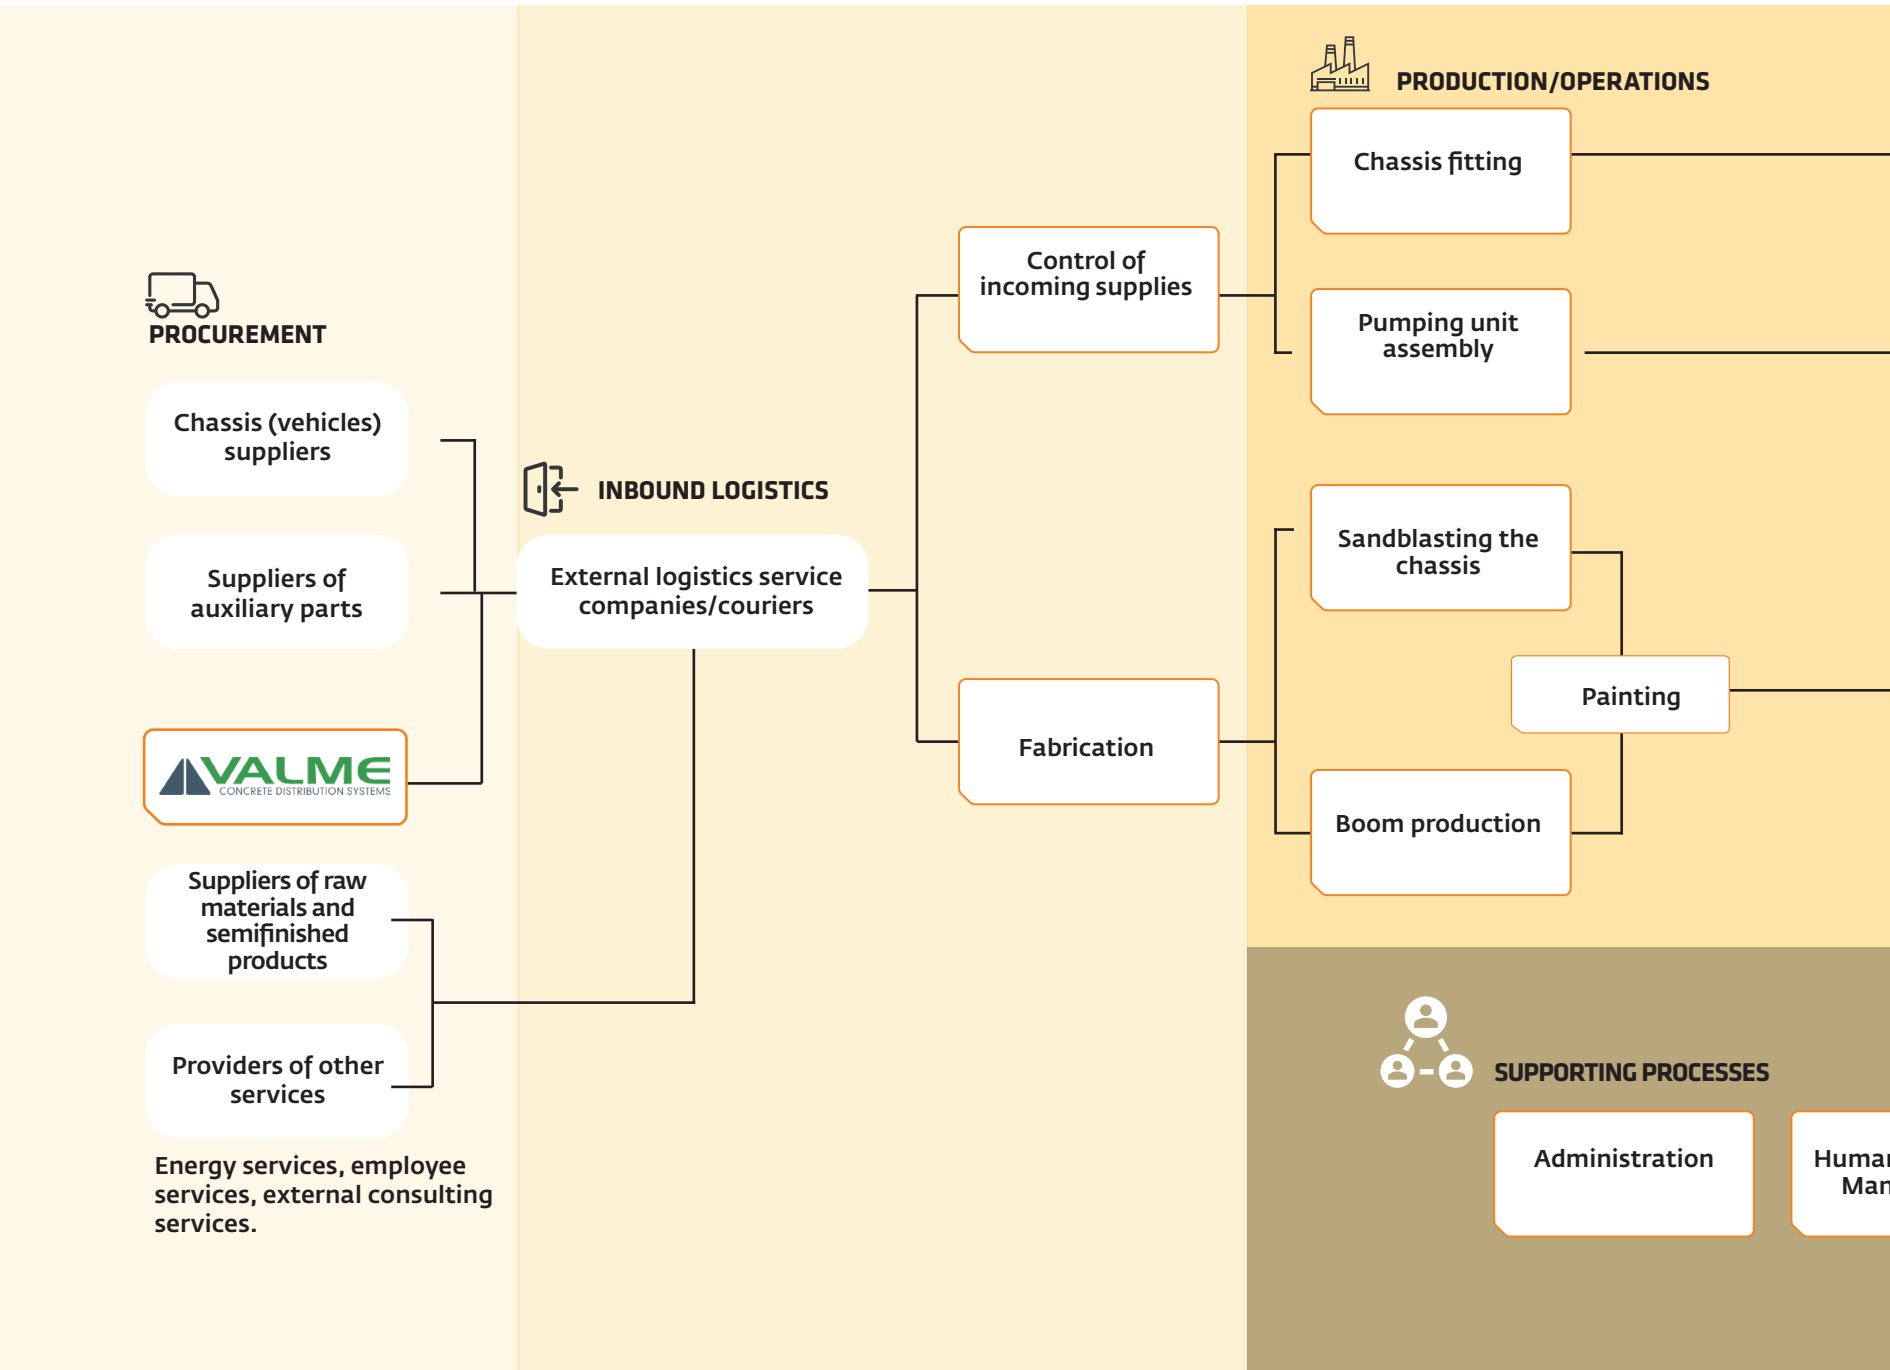 PROCUREMENT
Chassis (vehicles)
suppliers
Suppliers of
auxiliary parts
VALME
CONCRETE DISTRIBUTION SYSTEMS
Suppliers of raw
materials and
semifinished
products
Providers of other
services
Energy services, employee
services, external consulting
services.
INBOUND LOGISTICS
External logistics service
companies/couriers
Control of
incoming supplies
Fabrication
PRODUCTION/OPERATIONS
Chassis fitting
Pumping unit
assembly
Sandblasting the
chassis
Painting
Boom production
SUPPORTING PROCESSES
Administration